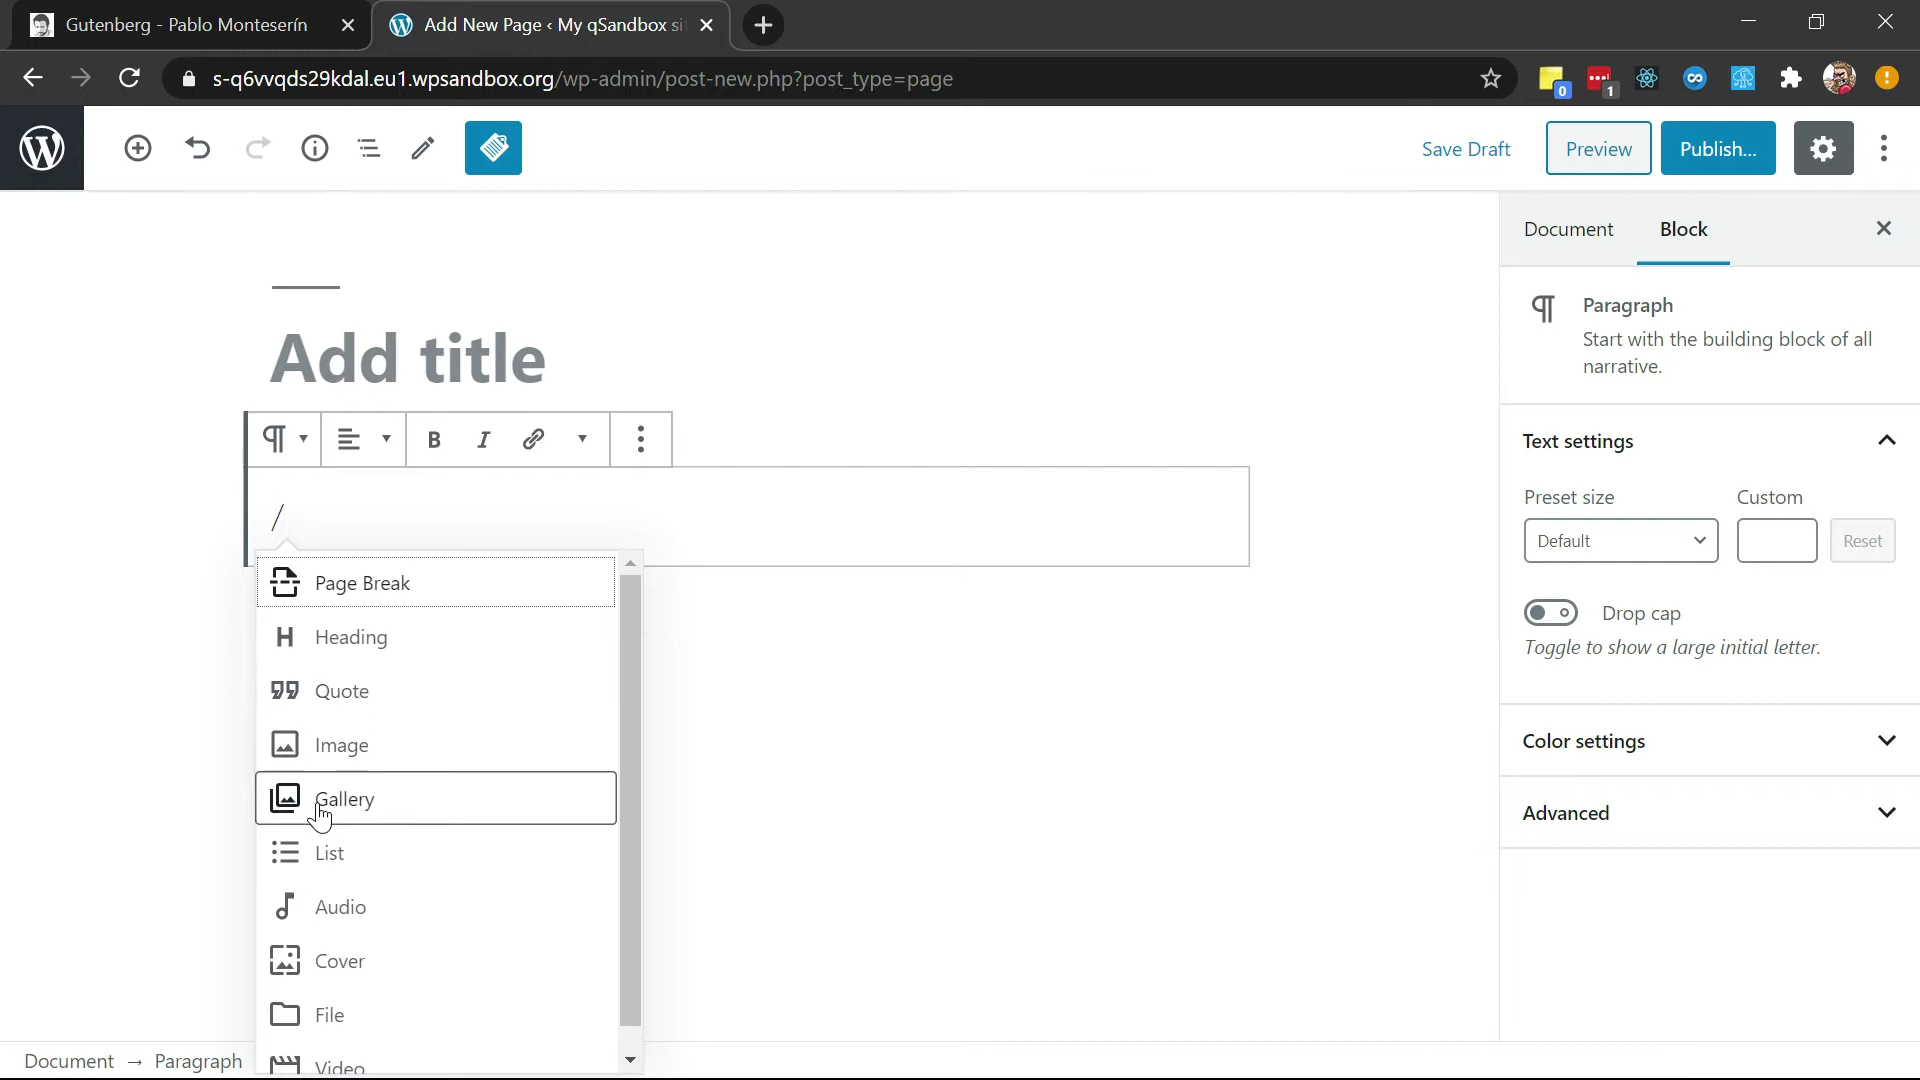 Gutenberg - Pablo Monteserín
Add New Page ‹ My qSandbox si
s-q6vvqds29kdal.eu1.wpsandbox.org/wp-admin/post-new.php?post_type=page
0
1
Save Draft
Preview
Publish...
Document
Block
Paragraph
Start with the building block of all
narrative.
Add title
Text settings
B I
Preset size
Custom
/
Default
Reset
Page Break
Drop cap
Heading
Toggle to show a large initial letter.
Quote
Image
Color settings
Gallery
Advanced
List
Audio
Cover
File
Video
Document → Paragraph